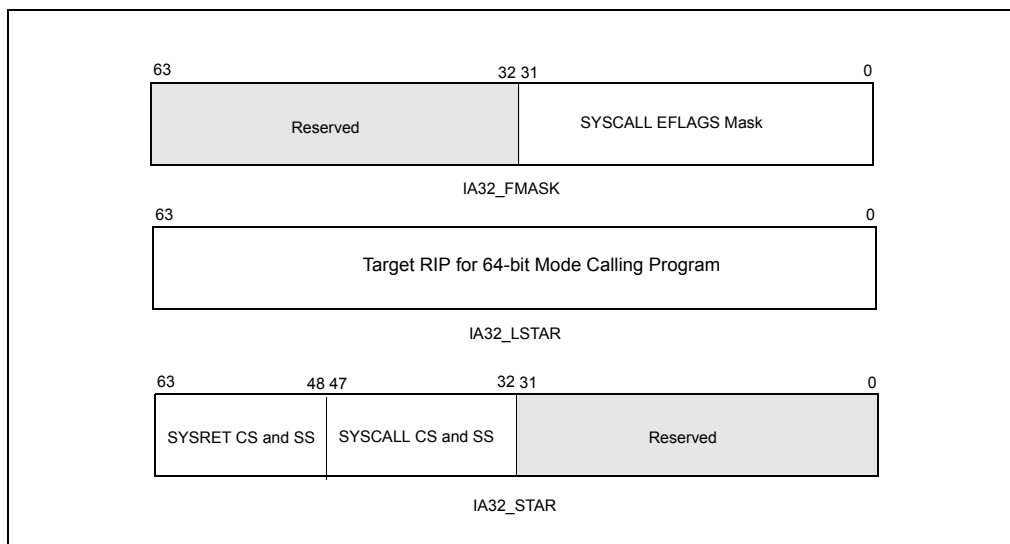 63 32 31 0
Reserved SYSCALL EFLAGS Mask
IA32_FMASK
63 0
Target RIP for 64-bit Mode Calling Program
IA32_LSTAR
63 48 47 32 31 0
SYSRET CS and SS SYSCALL CS and SS Reserved
IA32_STAR